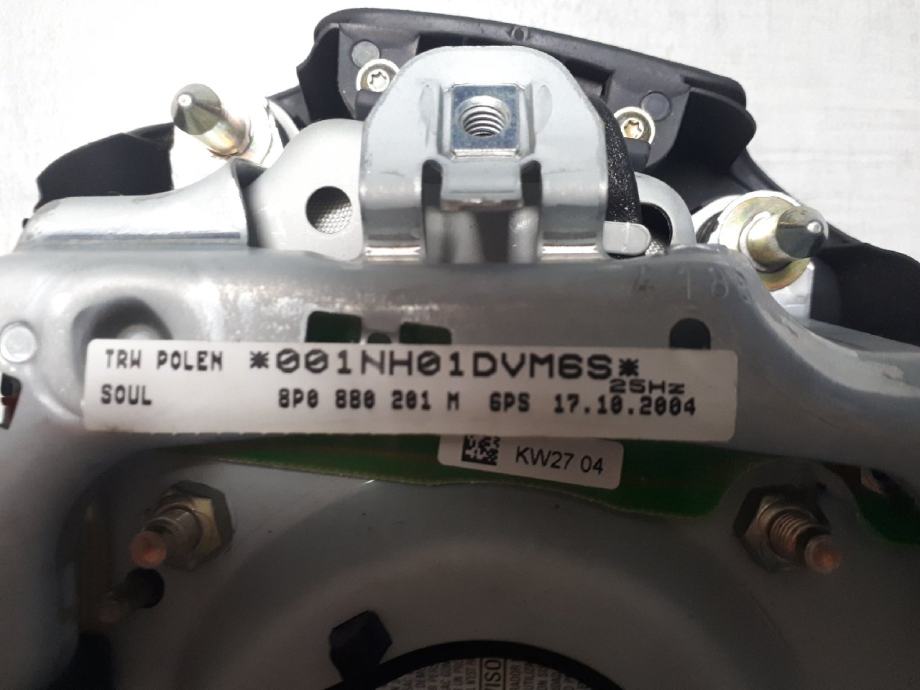 TRW POLEN *001NH01DVM6S*
25Hz
SOUL 8P0 880 201 M 6PS 17.10.2004
KW27 04